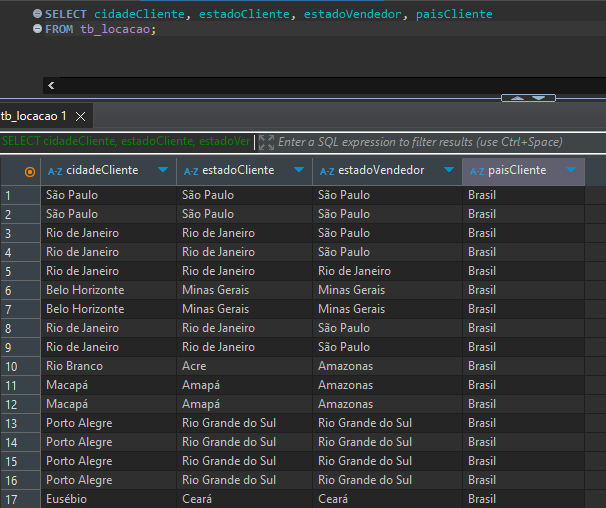 SELECT cidadeCliente, estadoCliente, estadoVendedor, paisCliente
FROM tb_locacao;
tb_locacao 1
SELECT cidadeCliente, estadoCliente, estadoVer Enter a SQL expression to filter results (use Ctrl+Space)
A-Z cidadeCliente A-Z estadoCliente A-Z estadoVendedor A-Z paisCliente
1 São Paulo São Paulo São Paulo Brasil
2 São Paulo São Paulo São Paulo Brasil
3 Rio de Janeiro Rio de Janeiro São Paulo Brasil
4 Rio de Janeiro Rio de Janeiro São Paulo Brasil
5 Rio de Janeiro Rio de Janeiro Rio de Janeiro Brasil
6 Belo Horizonte Minas Gerais Minas Gerais Brasil
7 Belo Horizonte Minas Gerais Minas Gerais Brasil
8 Rio de Janeiro Rio de Janeiro São Paulo Brasil
9 Rio de Janeiro Rio de Janeiro São Paulo Brasil
10 Rio Branco Acre Amazonas Brasil
11 Macapá Amapá Amazonas Brasil
12 Macapá Amapá Amazonas Brasil
13 Porto Alegre Rio Grande do Sul Rio Grande do Sul Brasil
14 Porto Alegre Rio Grande do Sul Rio Grande do Sul Brasil
15 Porto Alegre Rio Grande do Sul Rio Grande do Sul Brasil
16 Porto Alegre Rio Grande do Sul Rio Grande do Sul Brasil
17 Eusébio Ceará Ceará Brasil